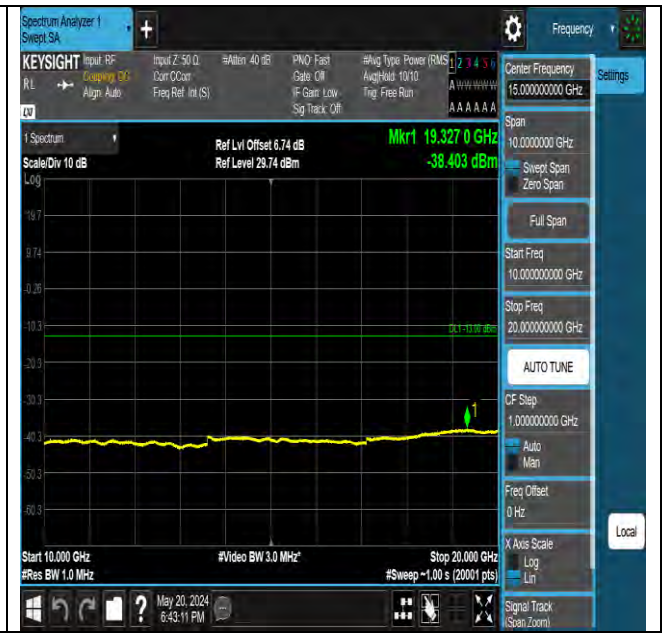 Spectrum Analyzer 1
Swept SA
+
Frequency
KEYSIGHT
Input: RF
Input Z: 50 Ω
#Atten: 40 dB
PNO: Fast
#Avg Type: Power (RMS
1 2 3 4 5 6
RL
Coupling: DC
Corr CCorr
Gate: Off
Avg|Hold: 10/10
A W W W W W
Align: Auto
Freq Ref: Int (S)
IF Gain: Low
Trig: Free Run
Sig Track: Off
A A A A A A
Center Frequency
15.000000000 GHz
Settings
1 Spectrum
Ref Lvl Offset 6.74 dB
Mkr1 19.327 0 GHz
Scale/Div 10 dB
Ref Level 29.74 dBm
-38.403 dBm
Log
Span
10.0000000 GHz
Swept Span
Zero Span
Full Span
19.7
9.74
-0.26
-10.3
DL1 -13.00 dBm
-20.3
-30.3
1
-40.3
-50.3
-60.3
Start Freq
10.000000000 GHz
Stop Freq
20.000000000 GHz
AUTO TUNE
CF Step
1.000000000 GHz
Auto
Man
Freq Offset
0 Hz
X Axis Scale
Log
Lin
Local
Start 10.000 GHz
#Video BW 3.0 MHz*
Stop 20.000 GHz
#Res BW 1.0 MHz
#Sweep ~1.00 s (20001 pts)
?
May 20, 2024
6:43:11 PM
Signal Track
(Span Zoom)